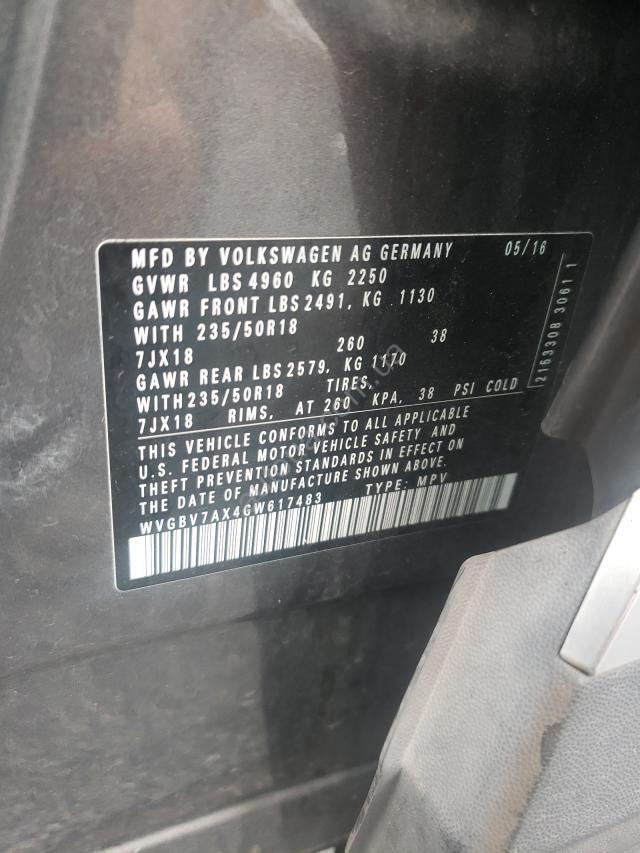 MFD BY VOLKSWAGEN AG GERMANY 05/16
GVWR LBS 4960 KG 2250
GAWR FRONT LBS 2491, KG 1130
WITH 235/50R18
7JX18 260 38
GAWR REAR LBS 2579, KG 1170
WITH 235/50R18 TIRES,
7JX18 RIMS, AT 260 KPA, 38 PSI COLD
THIS VEHICLE CONFORMS TO ALL APPLICABLE
U.S. FEDERAL MOTOR VEHICLE SAFETY AND
THEFT PREVENTION STANDARDS IN EFFECT ON
THE DATE OF MANUFACTURE SHOWN ABOVE.
WVGBV7AX4GW617483 TYPE: MPV
2163308 3061 1